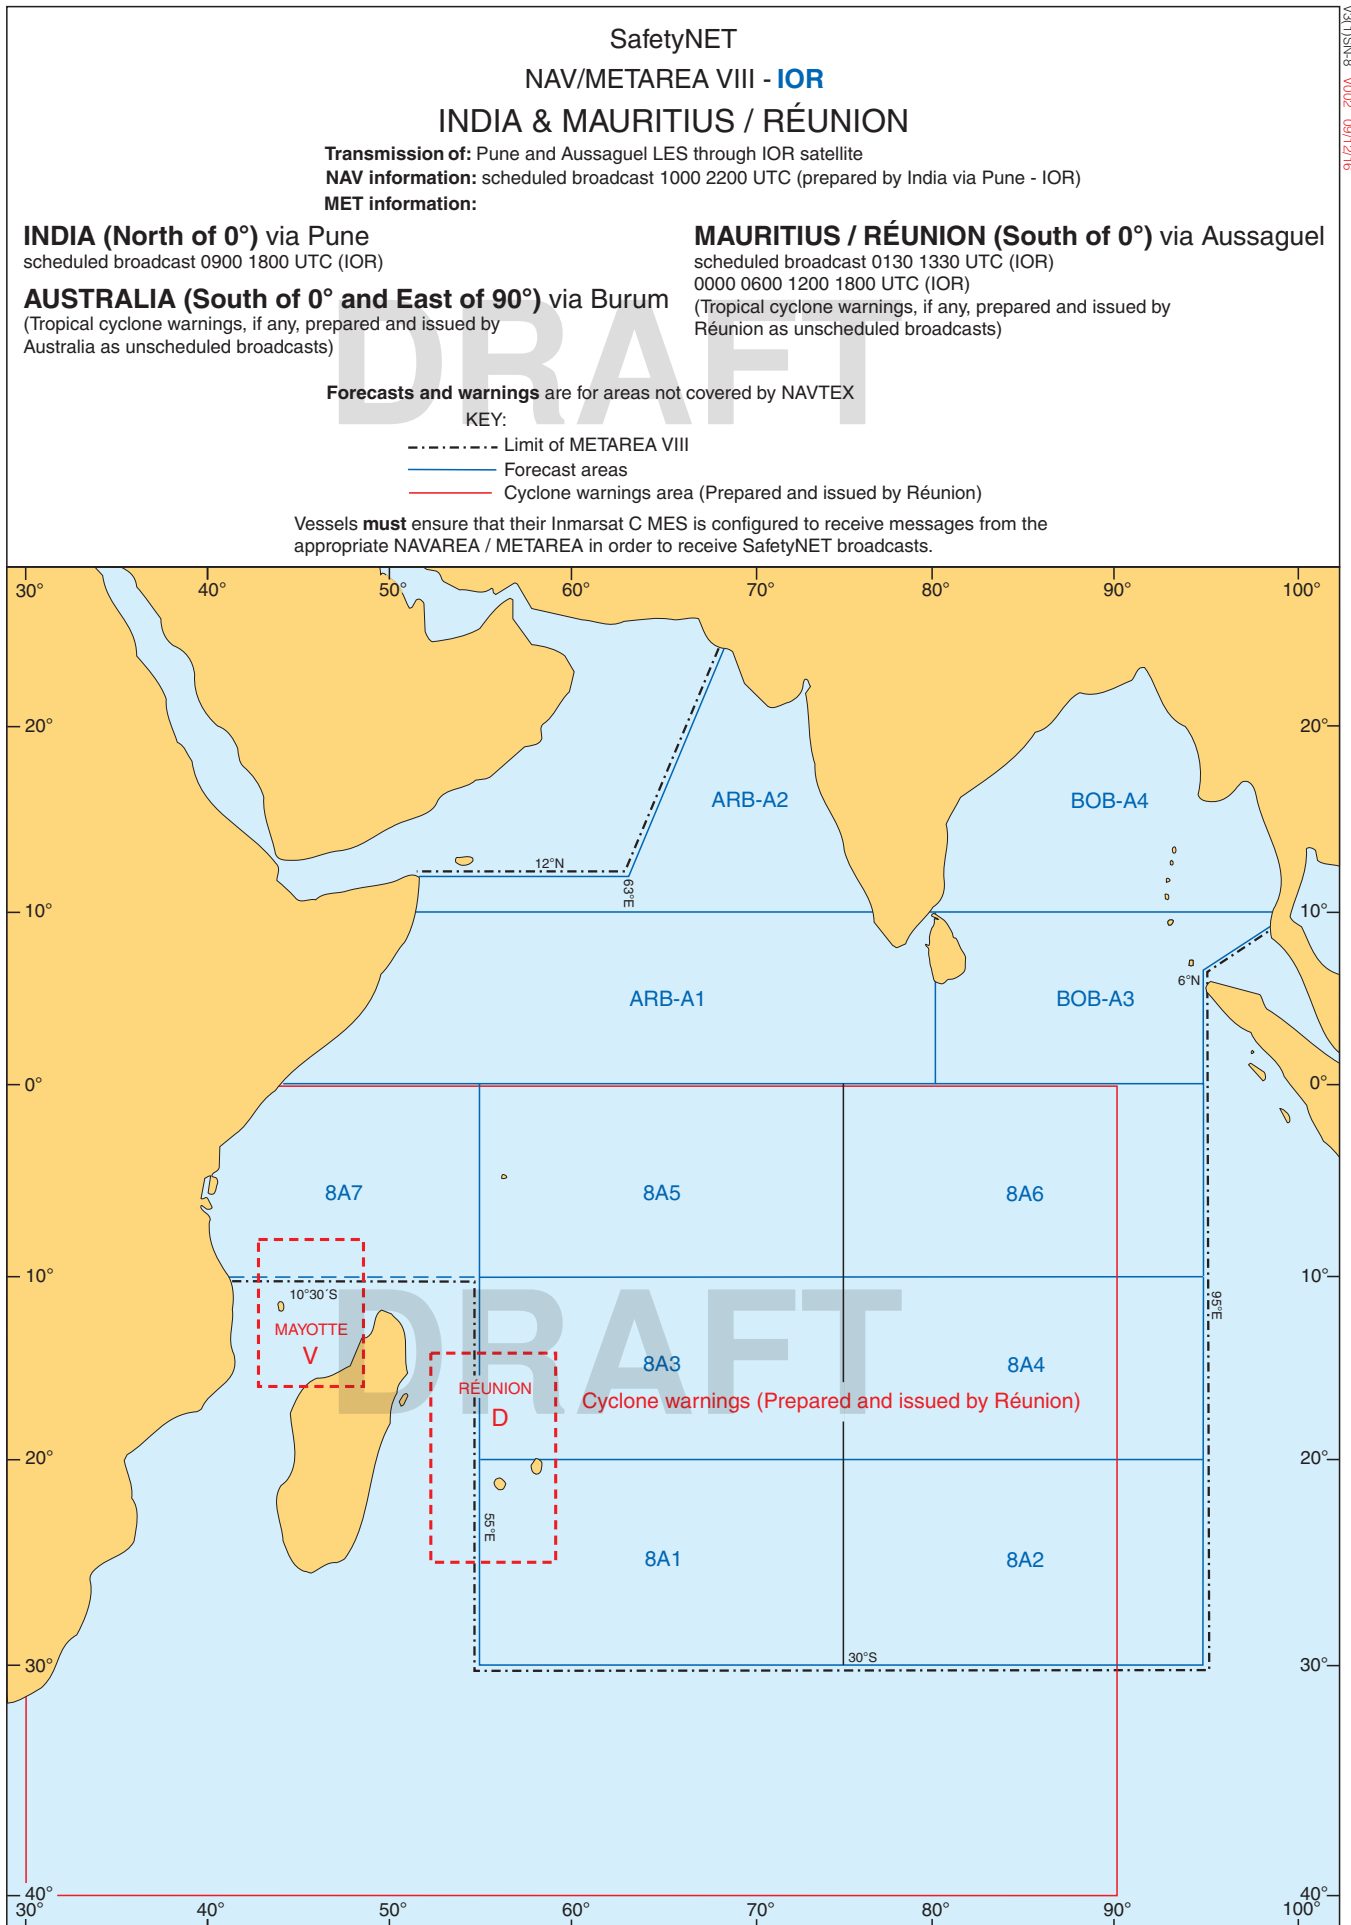 V3(1)SN-8 V002 09/12/16
SafetyNET
NAV/METAREA VIII - IOR
INDIA & MAURITIUS / RÉUNION
Transmission of: Pune and Aussaguel LES through IOR satellite
NAV information: scheduled broadcast 1000 2200 UTC (prepared by India via Pune - IOR)
MET information:
INDIA (North of 0°) via Pune
scheduled broadcast 0900 1800 UTC (IOR)
AUSTRALIA (South of 0° and East of 90°) via Burum
(Tropical cyclone warnings, if any, prepared and issued by
Australia as unscheduled broadcasts)
MAURITIUS / RÉUNION (South of 0°) via Aussaguel
scheduled broadcast 0130 1330 UTC (IOR)
0000 0600 1200 1800 UTC (IOR)
(Tropical cyclone warnings, if any, prepared and issued by
Réunion as unscheduled broadcasts)
DRAFT
Forecasts and warnings are for areas not covered by NAVTEX
KEY:
Limit of METAREA VIII
Forecast areas
Cyclone warnings area (Prepared and issued by Réunion)
Vessels must ensure that their Inmarsat C MES is configured to receive messages from the
appropriate NAVAREA / METAREA in order to receive SafetyNET broadcasts.
30° 40° 50° 60° 70° 80° 90° 100°
20° 20°
ARB-A2 BOB-A4
12°N
63°E
10° 10°
6°N
ARB-A1 BOB-A3
0° 0°
8A7 8A5 8A6
10° 10°
10°30´S
95°E
MAYOTTE
V
DRAFT
8A3 8A4
RÉUNION
D
Cyclone warnings (Prepared and issued by Réunion)
20° 20°
55°E
8A1 8A2
30° 30°S 30°
40° 40°
30° 40° 50° 60° 70° 80° 90° 100°